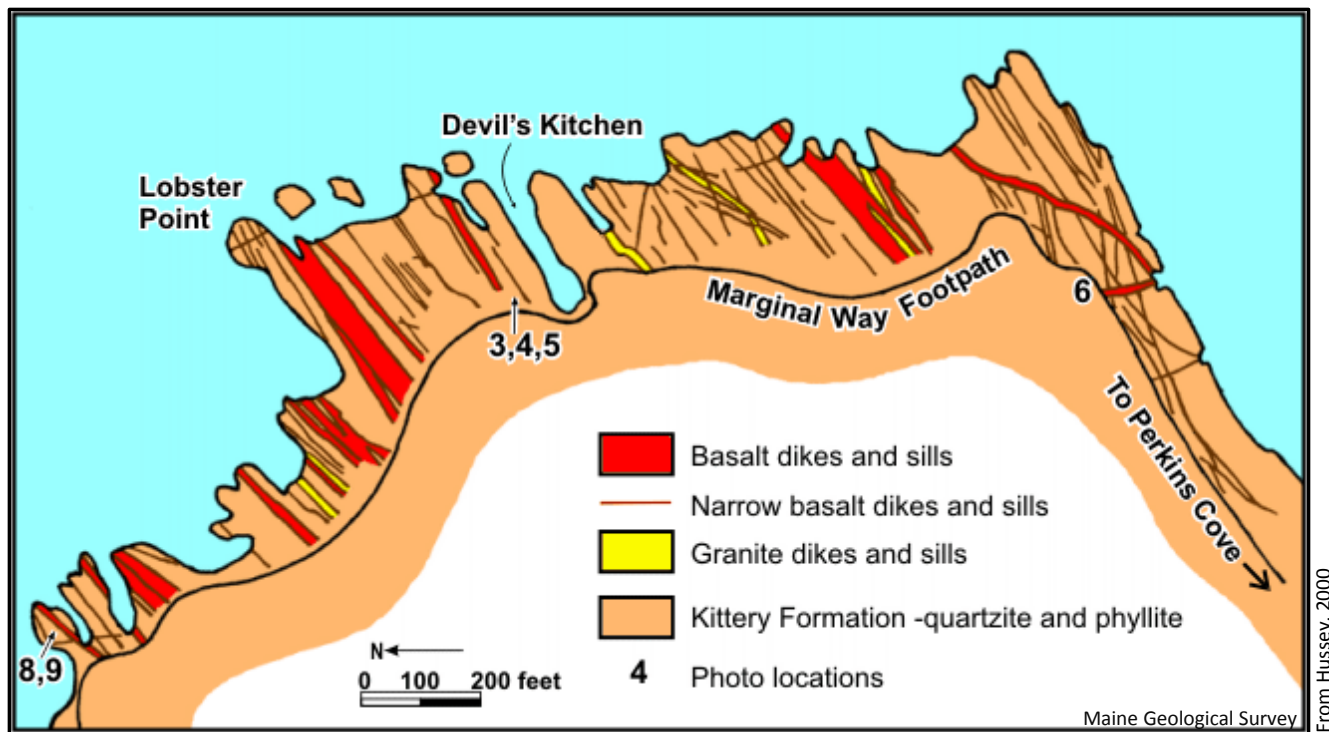 Devil's Kitchen
Lobster
Point
3,4,5
Marginal Way Footpath
6
To Perkins Cove
8,9
Basalt dikes and sills
Narrow basalt dikes and sills
Granite dikes and sills
Kittery Formation -quartzite and phyllite
4 Photo locations
N
0 100 200 feet
Maine Geological Survey
From Hussey, 2000